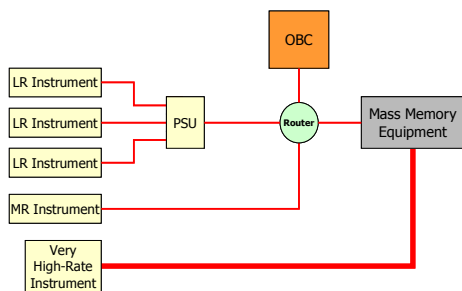 OBC
LR Instrument
LR Instrument
LR Instrument
PSU
Router
Mass Memory
Equipment
MR Instrument
Very
High-Rate
Instrument